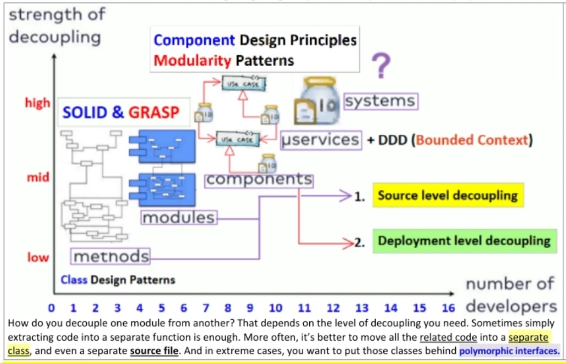 strength of
decoupling
Component Design Principles
Modularity Patterns
?
high
SOLID & GRASP
USE CASE
10
systems
10
10
USE CASE
µservices + DDD (Bounded Context)
mid
10
components
1. Source level decoupling
modules
2. Deployment level decoupling
low
methods
Class Design Patterns
number of
developers
0 1 2 3 4 5 6 7 8 9 10 11 12 13 14 15 16
How do you decouple one module from another? That depends on the level of decoupling you need. Sometimes simply
extracting code into a separate function is enough. More often, it's better to move all the related code into a separate
class, and even a separate source file. And in extreme cases, you want to put those classes behind polymorphic interfaces.